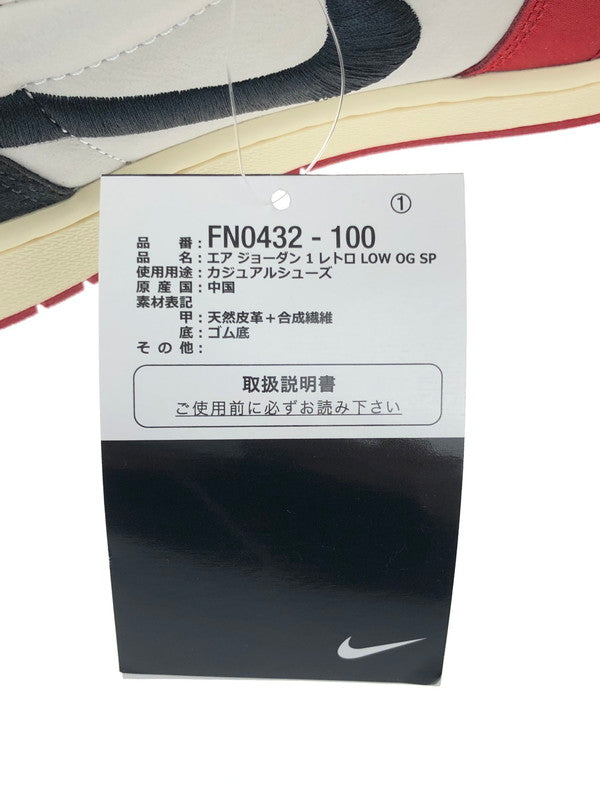 ①
品 番：FN0432 - 100
品 名：エア ジョーダン 1 レトロ LOW OG SP
使用用途：カジュアルシューズ
原 産 国：中国
素材表記
甲：天然皮革＋合成繊維
底：ゴム底
そ の 他：
取扱説明書
ご使用前に必ずお読み下さい